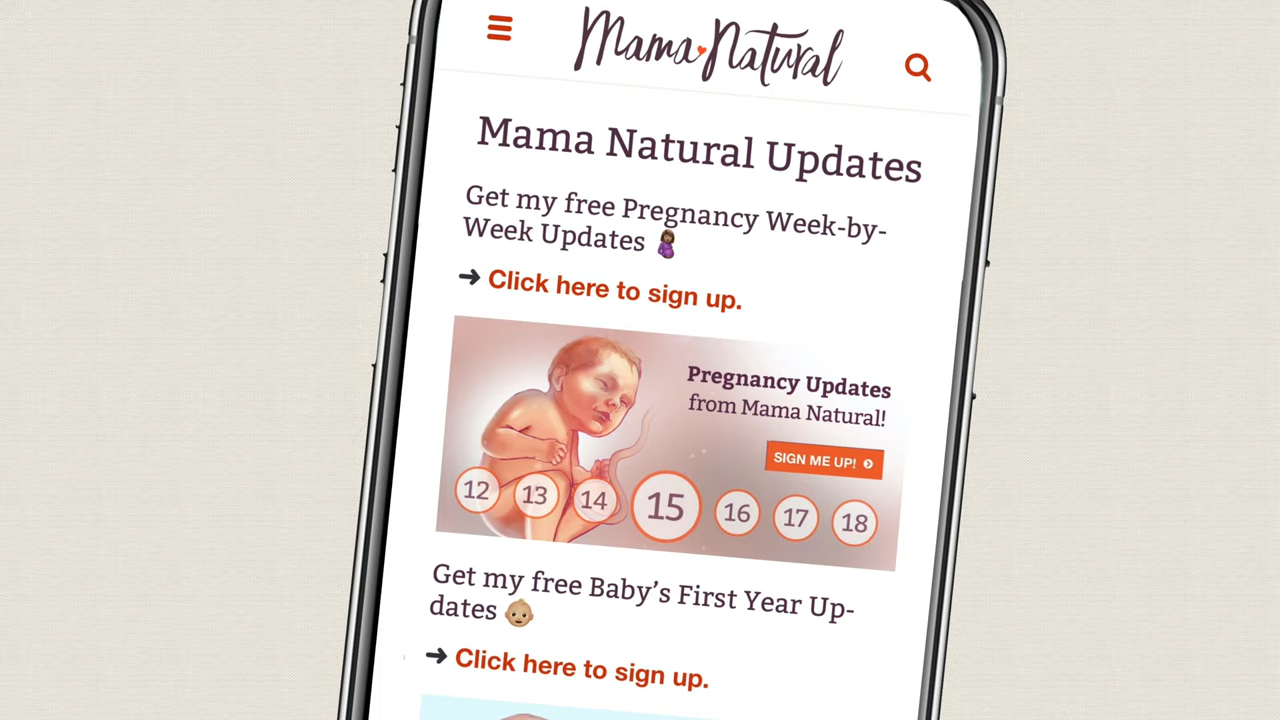 Mama Natural
Mama Natural Updates
Get my free Pregnancy Week-by-
Week Updates
➜ Click here to sign up.
Pregnancy Updates
from Mama Natural!
SIGN ME UP!
12 13 14 15 16 17 18
Get my free Baby's First Year Up-
dates
➜ Click here to sign up.